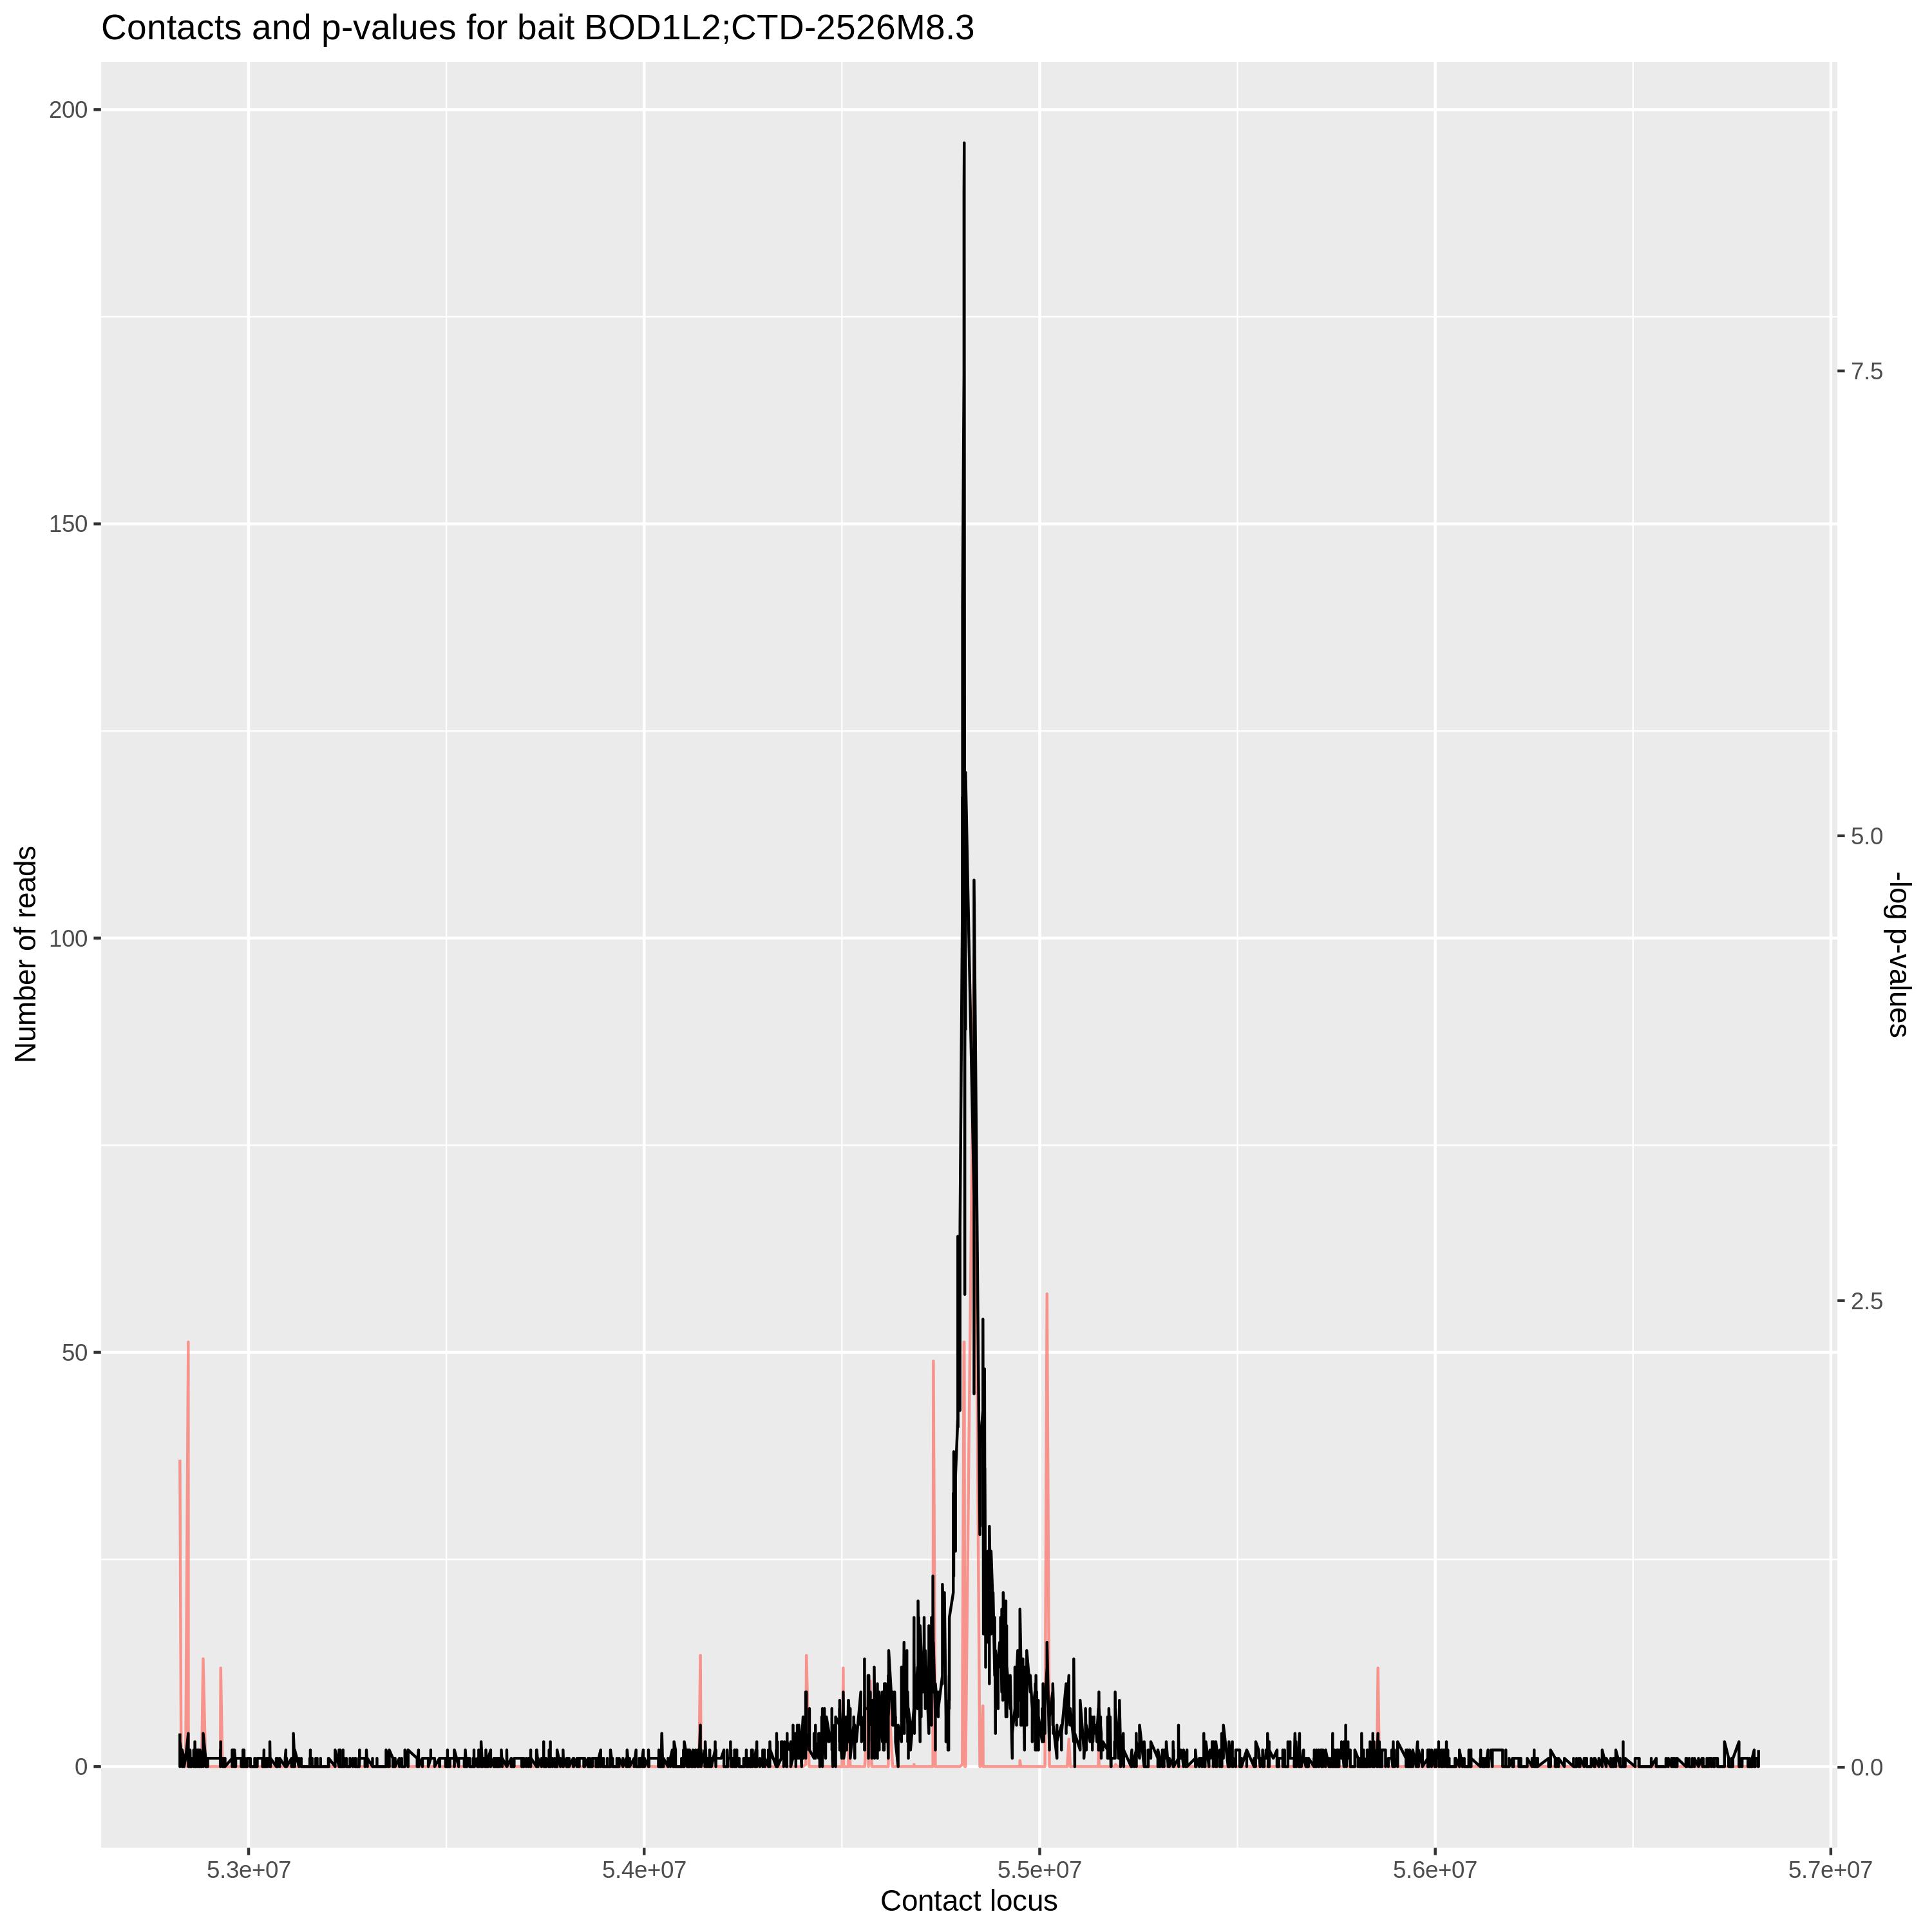 Contacts and p-values for bait BOD1L2;CTD-2526M8.3
200
150
100
50
0
Number of reads
7.5
5.0
2.5
0.0
-log p-values
5.3e+07 5.4e+07 5.5e+07 5.6e+07 5.7e+07
Contact locus